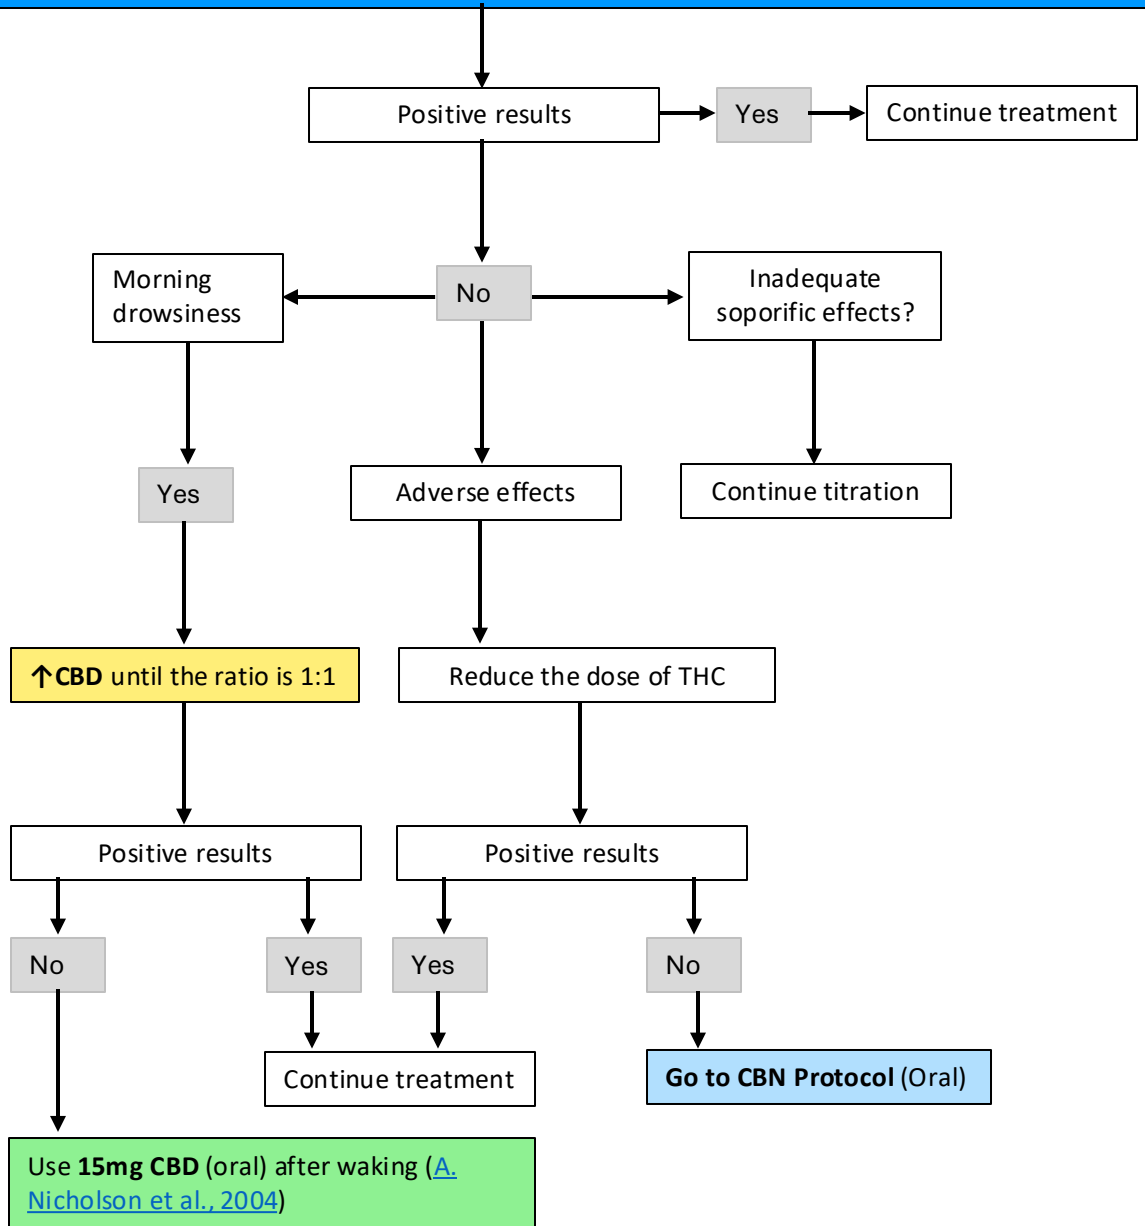 Positive results
Yes
Continue treatment
Morning
drowsiness
No
Inadequate
soporific effects?
Yes
Adverse effects
Continue titration
↑CBD until the ratio is 1:1
Reduce the dose of THC
Positive results
Positive results
No
Yes
Yes
No
Continue treatment
Go to CBN Protocol (Oral)
Use 15mg CBD (oral) after waking (A.
Nicholson et al., 2004)